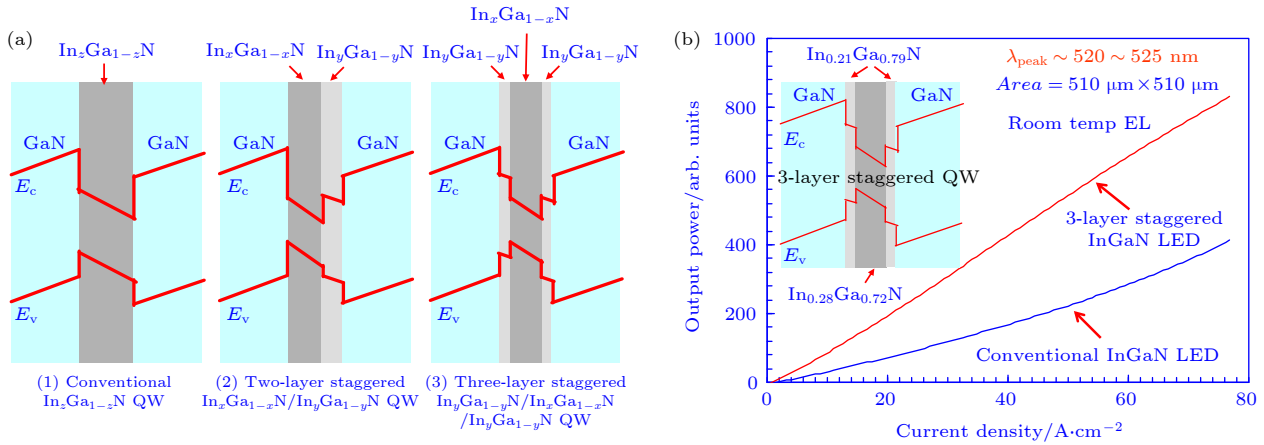 (a)
In_zGa_{1−z}N
GaN
GaN
E_c
E_v
(1) Conventional
In_zGa_{1−z}N QW
In_xGa_{1−x}N
In_yGa_{1−y}N
GaN
GaN
E_c
E_v
(2) Two-layer staggered
In_xGa_{1−x}N/In_yGa_{1−y}N QW
In_xGa_{1−x}N
In_yGa_{1−y}N
In_yGa_{1−y}N
GaN
GaN
E_c
E_v
(3) Three-layer staggered
In_yGa_{1−y}N/In_xGa_{1−x}N
/In_yGa_{1−y}N QW
(b)
1000
800
600
400
200
0
Output power/arb. units
0
20
40
60
80
Current density/A·cm^{−2}
In_{0.21}Ga_{0.79}N
GaN
GaN
E_c
3-layer staggered QW
E_v
In_{0.28}Ga_{0.72}N
λ_{peak} ∼ 520 ∼ 525 nm
Area = 510 μm×510 μm
Room temp EL
3-layer staggered
InGaN LED
Conventional InGaN LED